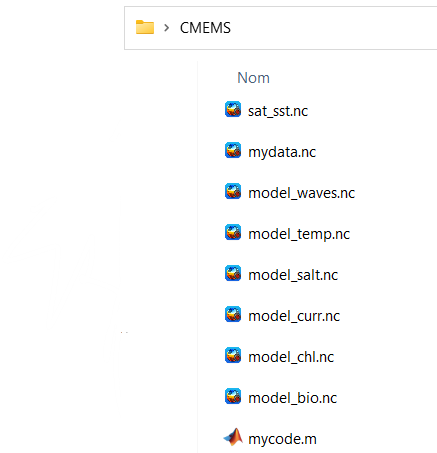 CMEMS
Nom
sat_sst.nc
mydata.nc
model_waves.nc
model_temp.nc
model_salt.nc
model_curr.nc
model_chl.nc
model_bio.nc
mycode.m